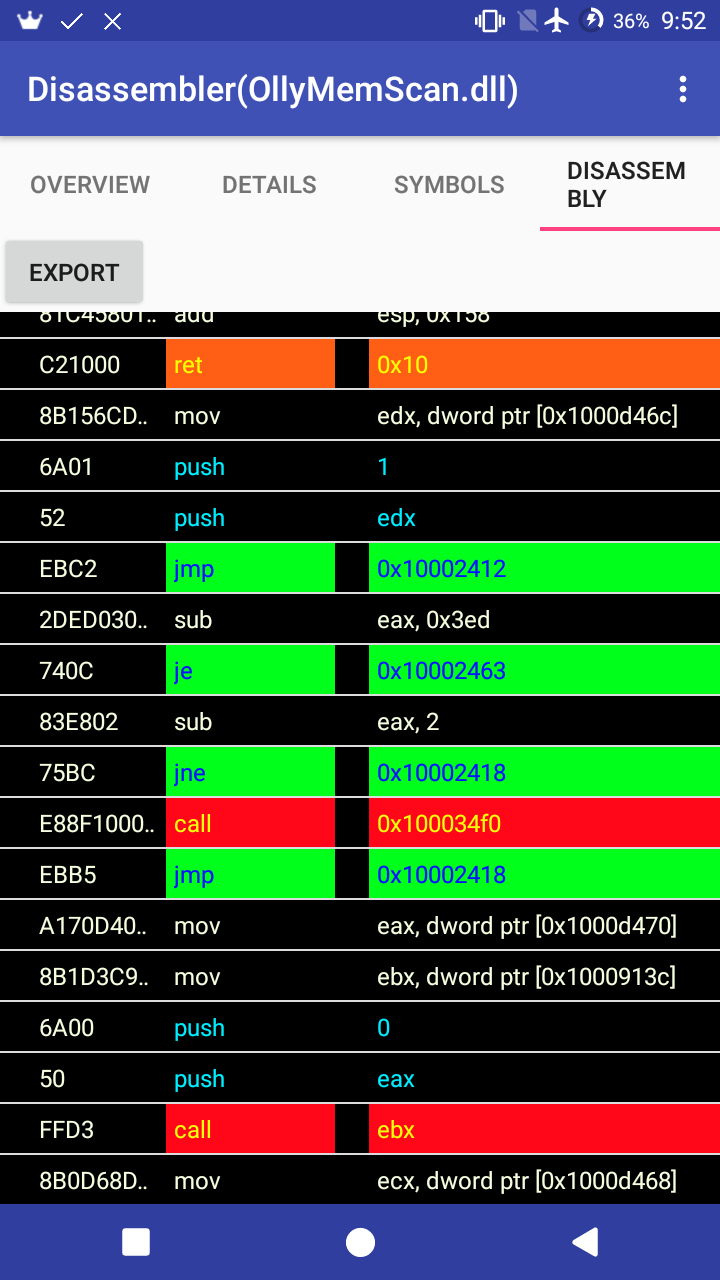 36% 9:52
Disassembler(OllyMemScan.dll)
OVERVIEW DETAILS SYMBOLS DISASSEM
BLY
EXPORT
81C45801.. add esp, 0x158
C21000 ret 0x10
8B156CD.. mov edx, dword ptr [0x1000d46c]
6A01 push 1
52 push edx
EBC2 jmp 0x10002412
2DED030.. sub eax, 0x3ed
740C je 0x10002463
83E802 sub eax, 2
75BC jne 0x10002418
E88F1000.. call 0x100034f0
EBB5 jmp 0x10002418
A170D40.. mov eax, dword ptr [0x1000d470]
8B1D3C9.. mov ebx, dword ptr [0x1000913c]
6A00 push 0
50 push eax
FFD3 call ebx
8B0D68D.. mov ecx, dword ptr [0x1000d468]